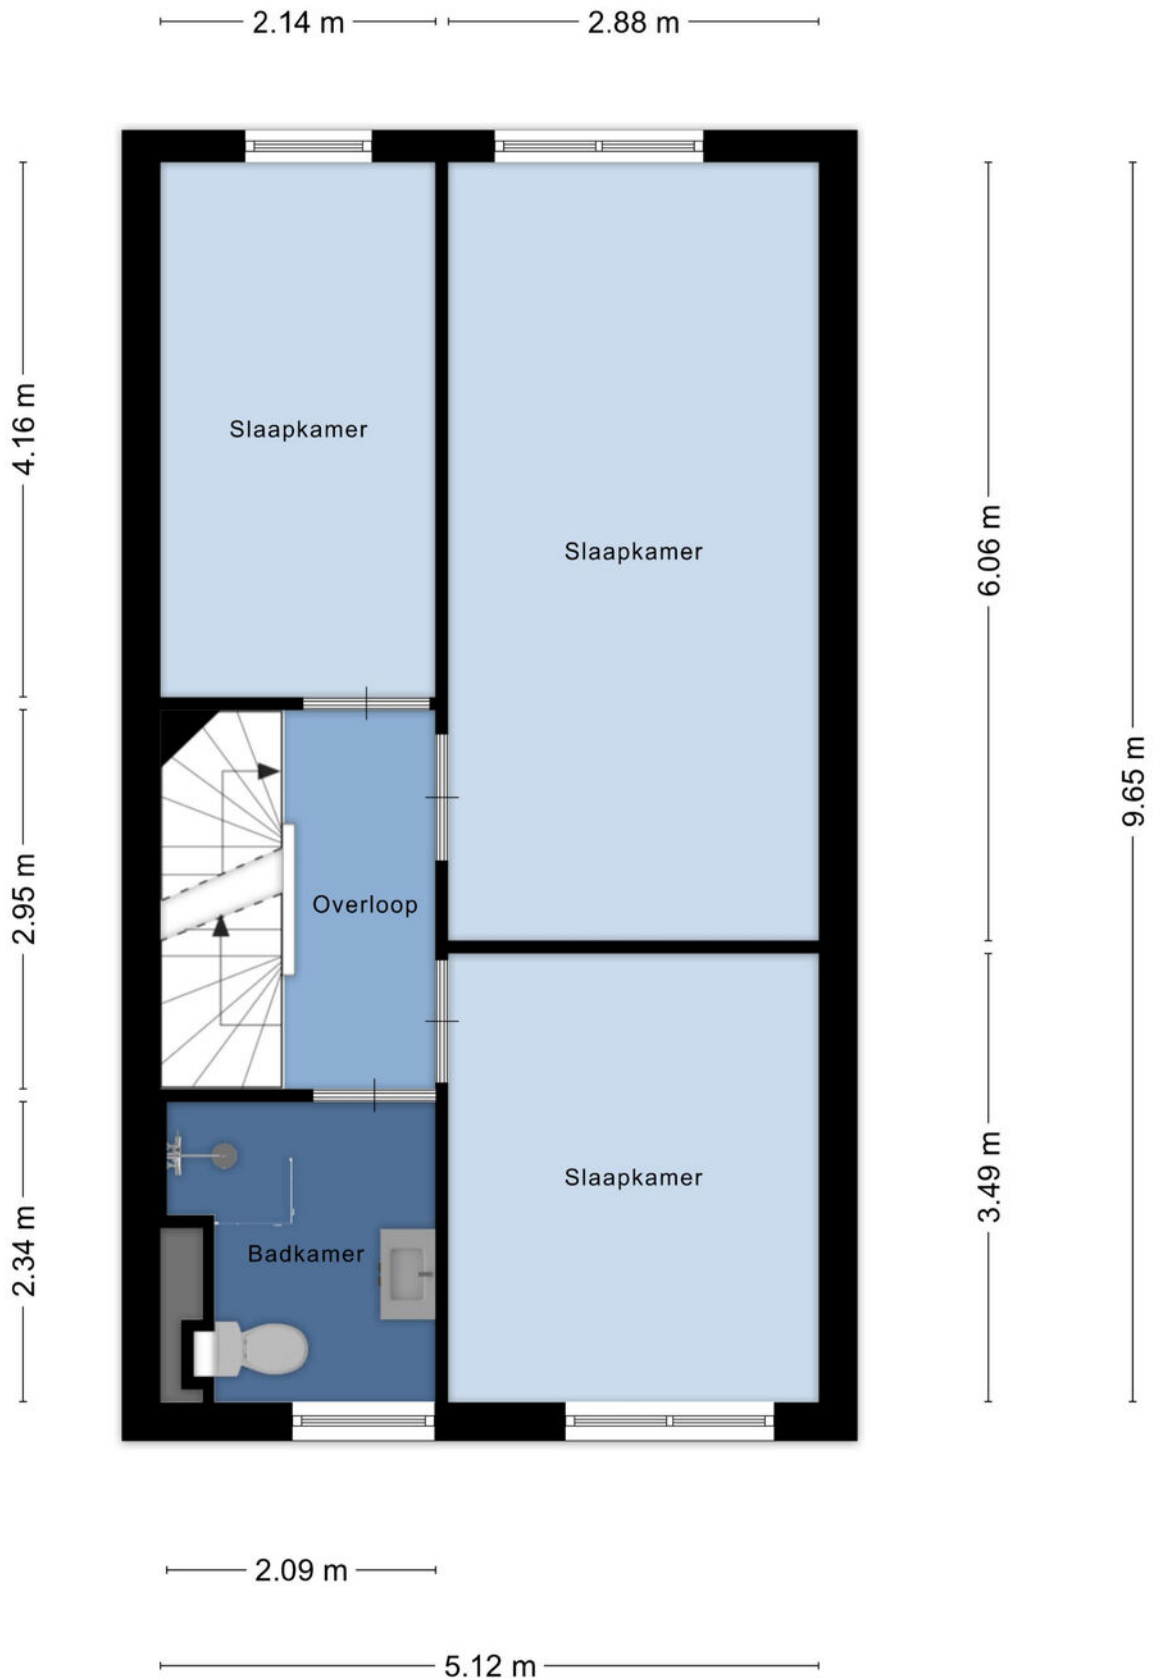 2.14 m
2.88 m
4.16 m
Slaapkamer
Slaapkamer
6.06 m
9.65 m
2.95 m
Overloop
Slaapkamer
3.49 m
2.34 m
Badkamer
2.09 m
5.12 m